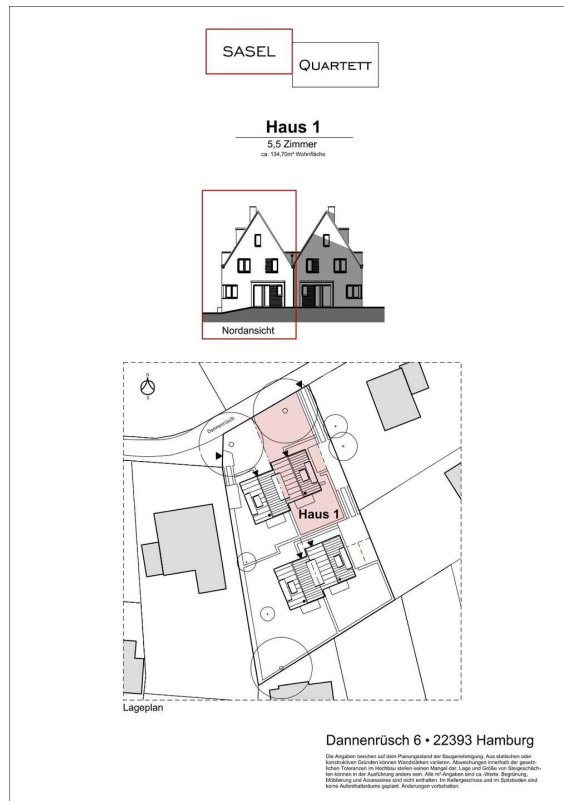 SASEL
QUARTETT
Haus 1
5,5 Zimmer
ca. 134,70m² Wohnfläche
Nordansicht
N
S
Dannenrüsch
Haus 1
Lageplan
Dannenrüsch 6 • 22393 Hamburg
Die Angaben beruhen auf dem Planungsstand der Baugenehmigung. Aus statischen oder
konstruktiven Gründen können Wandstärken variieren. Abweichungen innerhalb der gesetz-
lichen Toleranzen im Hochbau stellen keinen Mangel dar. Lage und Größe von Steigeschäch-
ten können in der Ausführung anders sein. Alle m²-Angaben sind ca.-Werte. Begrünung,
Möblierung und Accessoires sind nicht enthalten. Im Kellergeschoss und im Spitzboden sind
keine Aufenthaltsräume geplant. Änderungen vorbehalten.